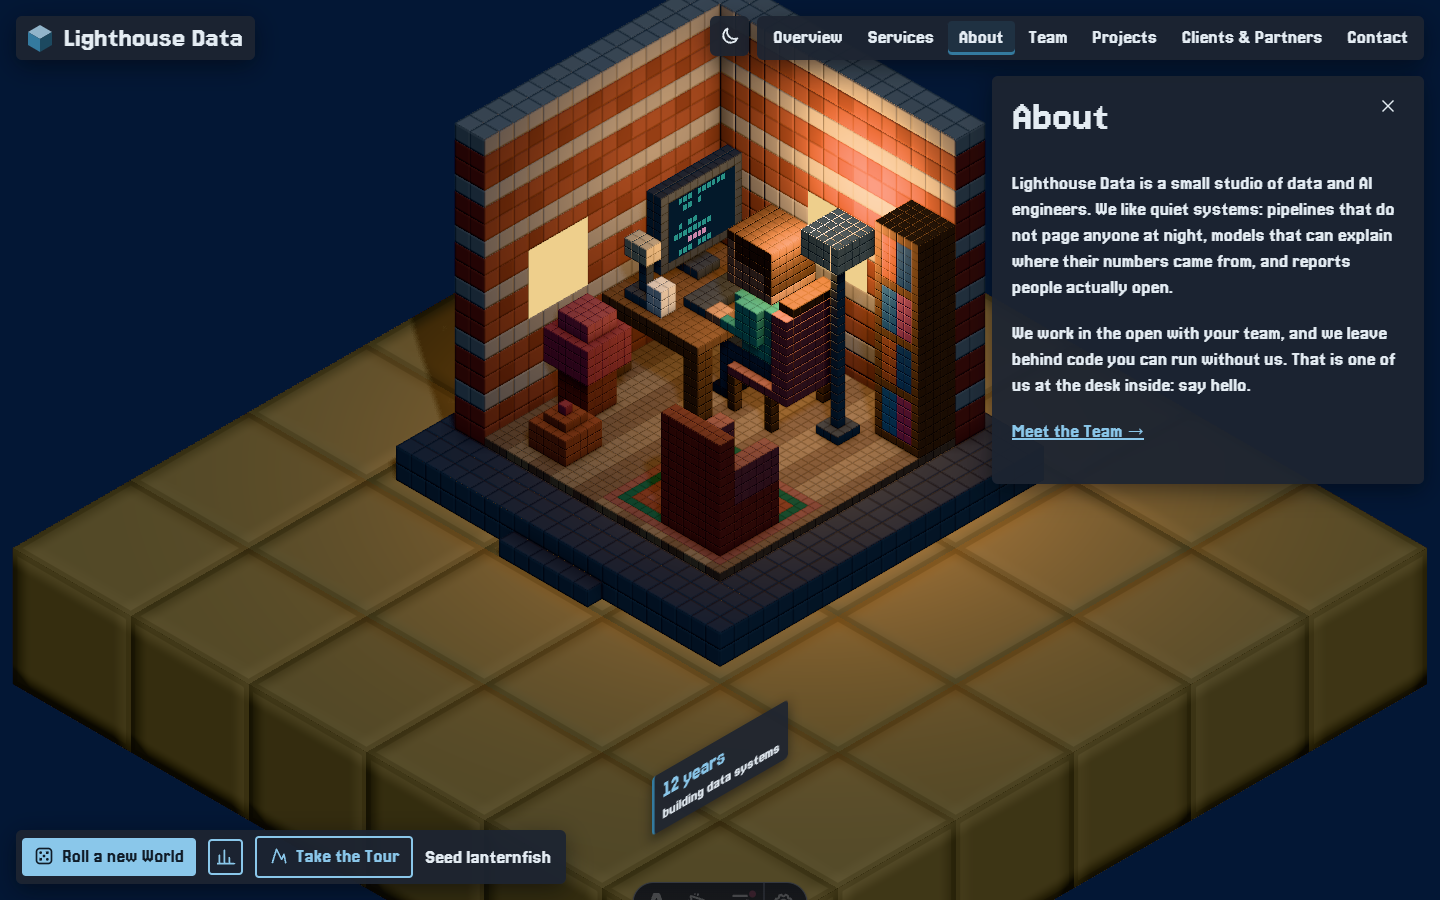 Lighthouse Data
Overview Services About Team Projects Clients & Partners Contact
About
Lighthouse Data is a small studio of data and AI
engineers. We like quiet systems: pipelines that do
not page anyone at night, models that can explain
where their numbers came from, and reports
people actually open.
We work in the open with your team, and we leave
behind code you can run without us. That is one of
us at the desk inside: say hello.
Meet the Team →
12 years
building data systems
Roll a new World
Take the Tour
Seed lanternfish